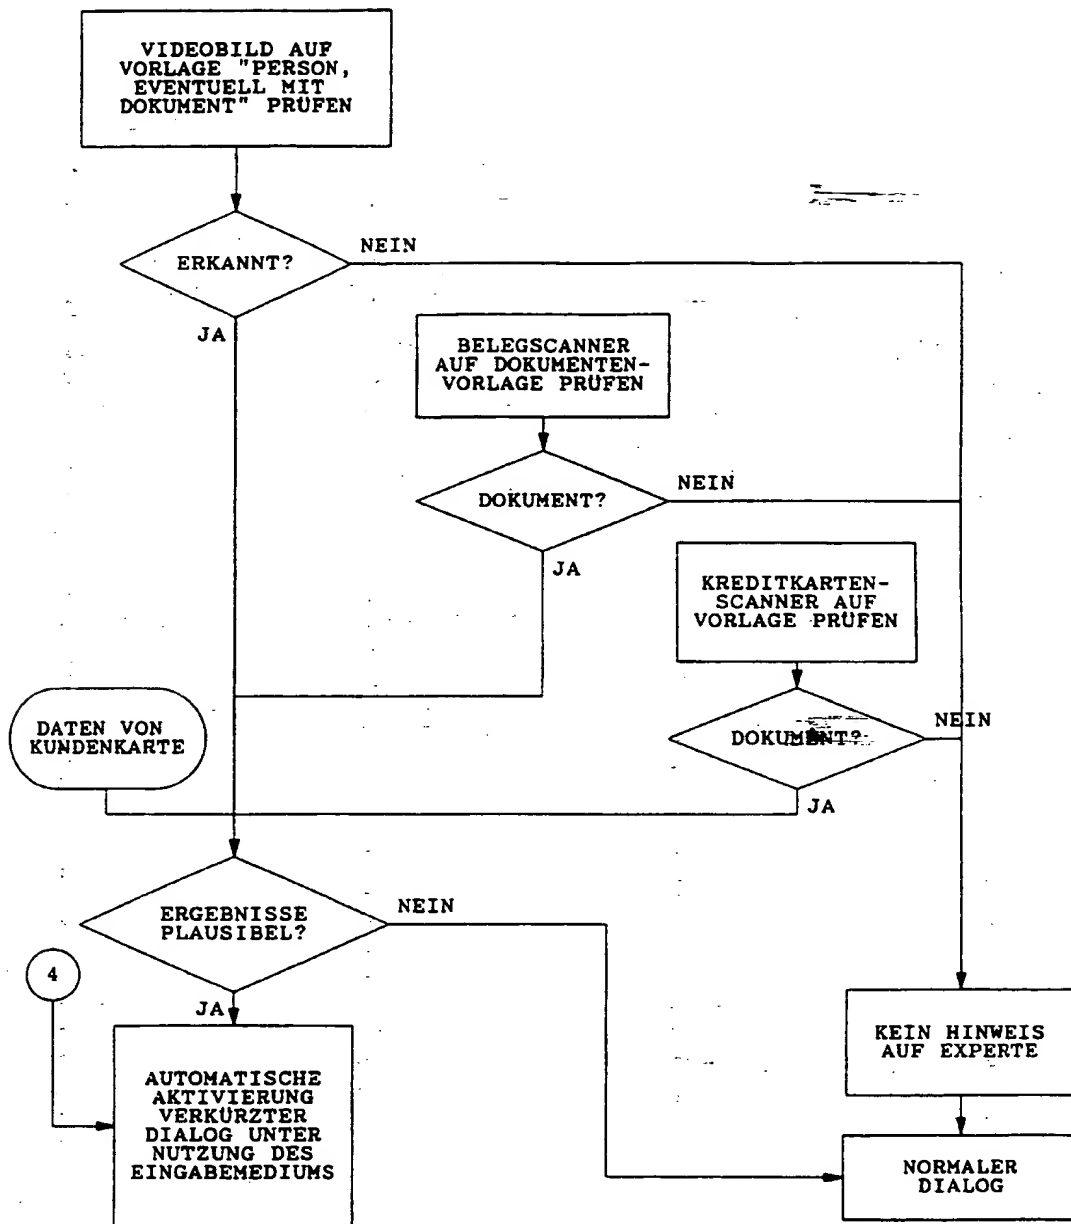 VIDEOBILD AUF
VORLAGE "PERSON,
EVENTUELL MIT
DOKUMENT" PRÜFEN
ERKANNT?
NEIN
JA
BELEGSCANNER
AUF DOKUMENTEN-
VORLAGE PRÜFEN
DOKUMENT?
NEIN
JA
KREDITKARTEN-
SCANNER AUF
VORLAGE PRÜFEN
DATEN VON
KUNDENKARTE
DOKUMENT?
NEIN
JA
ERGEBNISSE
PLAUSIBEL?
NEIN
4
JA
AUTOMATISCHE
AKTIVIERUNG
VERKÜRZTER
DIALOG UNTER
NUTZUNG DES
EINGABEMEDIUMS
KEIN HINWEIS
AUF EXPERTE
NORMALER
DIALOG